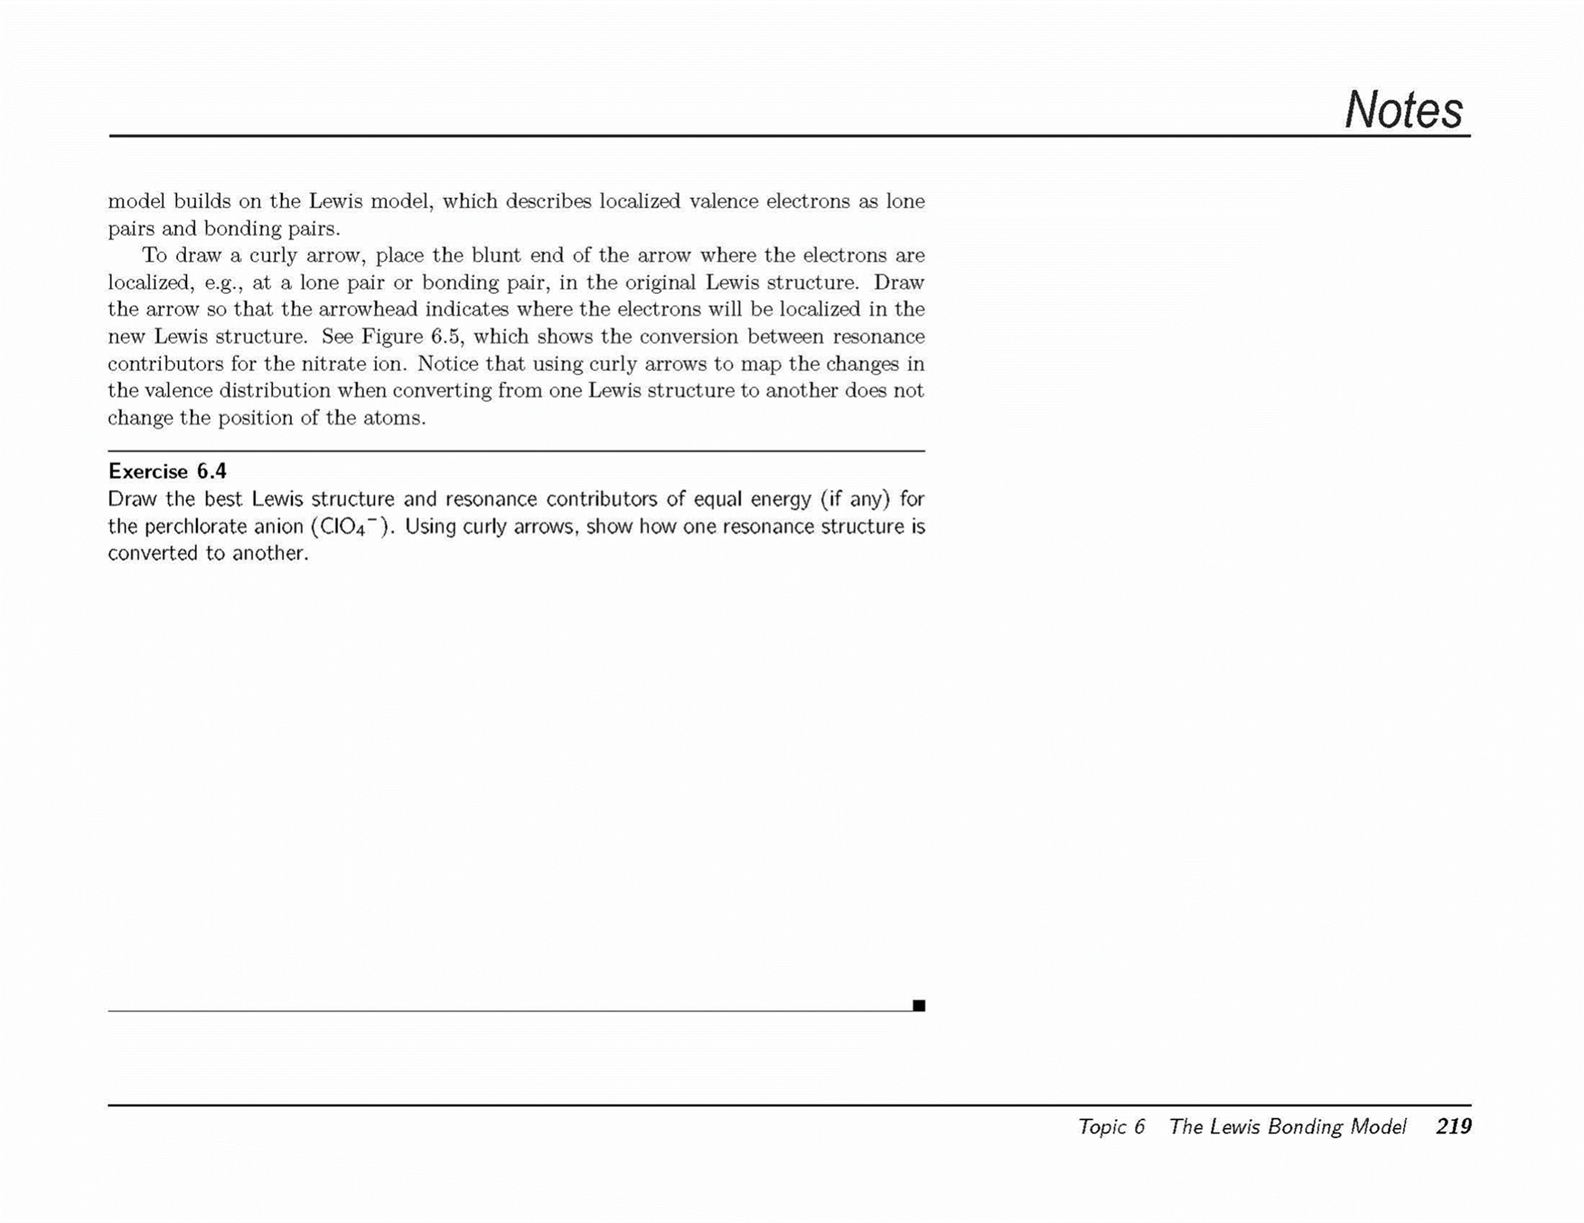 Notes
model builds on the Lewis model, which describes localized valence electrons as lone
pairs and bonding pairs.
To draw a curly arrow, place the blunt end of the arrow where the electrons are
localized, e.g., at a lone pair or bonding pair, in the original Lewis structure. Draw
the arrow so that the arrowhead indicates where the electrons will be localized in the
new Lewis structure. See Figure 6.5, which shows the conversion between resonance
contributors for the nitrate ion. Notice that using curly arrows to map the changes in
the valence distribution when converting from one Lewis structure to another does not
change the position of the atoms.
Exercise 6.4
Draw the best Lewis structure and resonance contributors of equal energy (if any) for
the perchlorate anion (ClO₄⁻). Using curly arrows, show how one resonance structure is
converted to another.
Topic 6 The Lewis Bonding Model 219